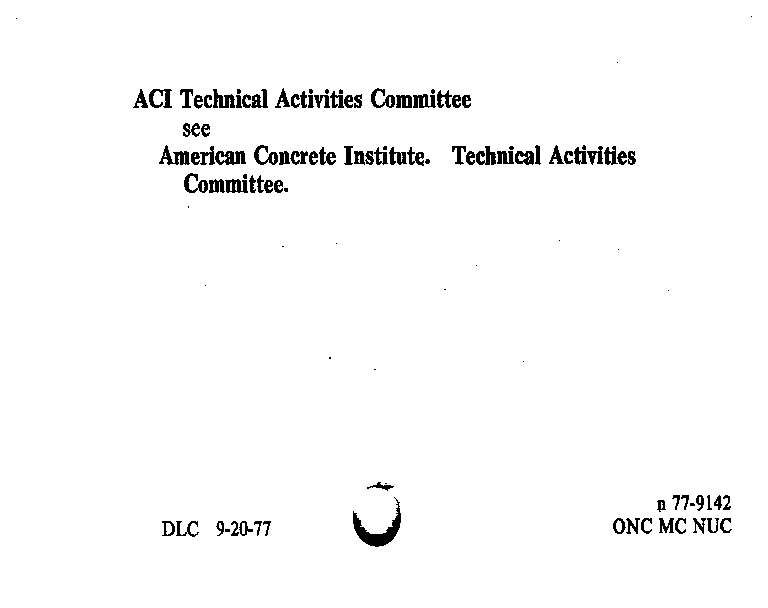 ACI Technical Activities Committee
see
American Concrete Institute. Technical Activities
Committee.
n 77-9142
DLC 9-20-77
ONC MC NUC